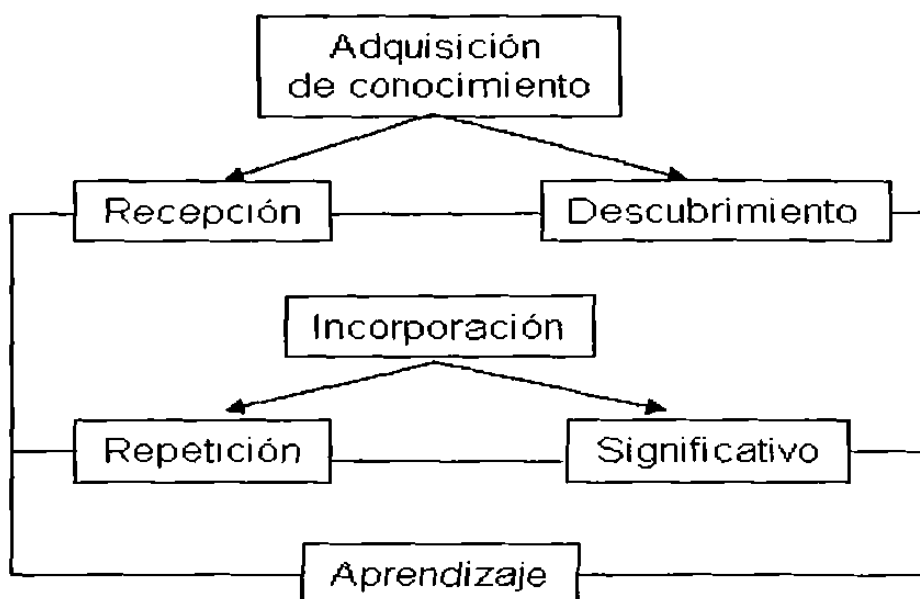 Adquisición
de conocimiento
Recepción
Descubrimiento
Incorporación
Repetición
Significativo
Aprendizaje